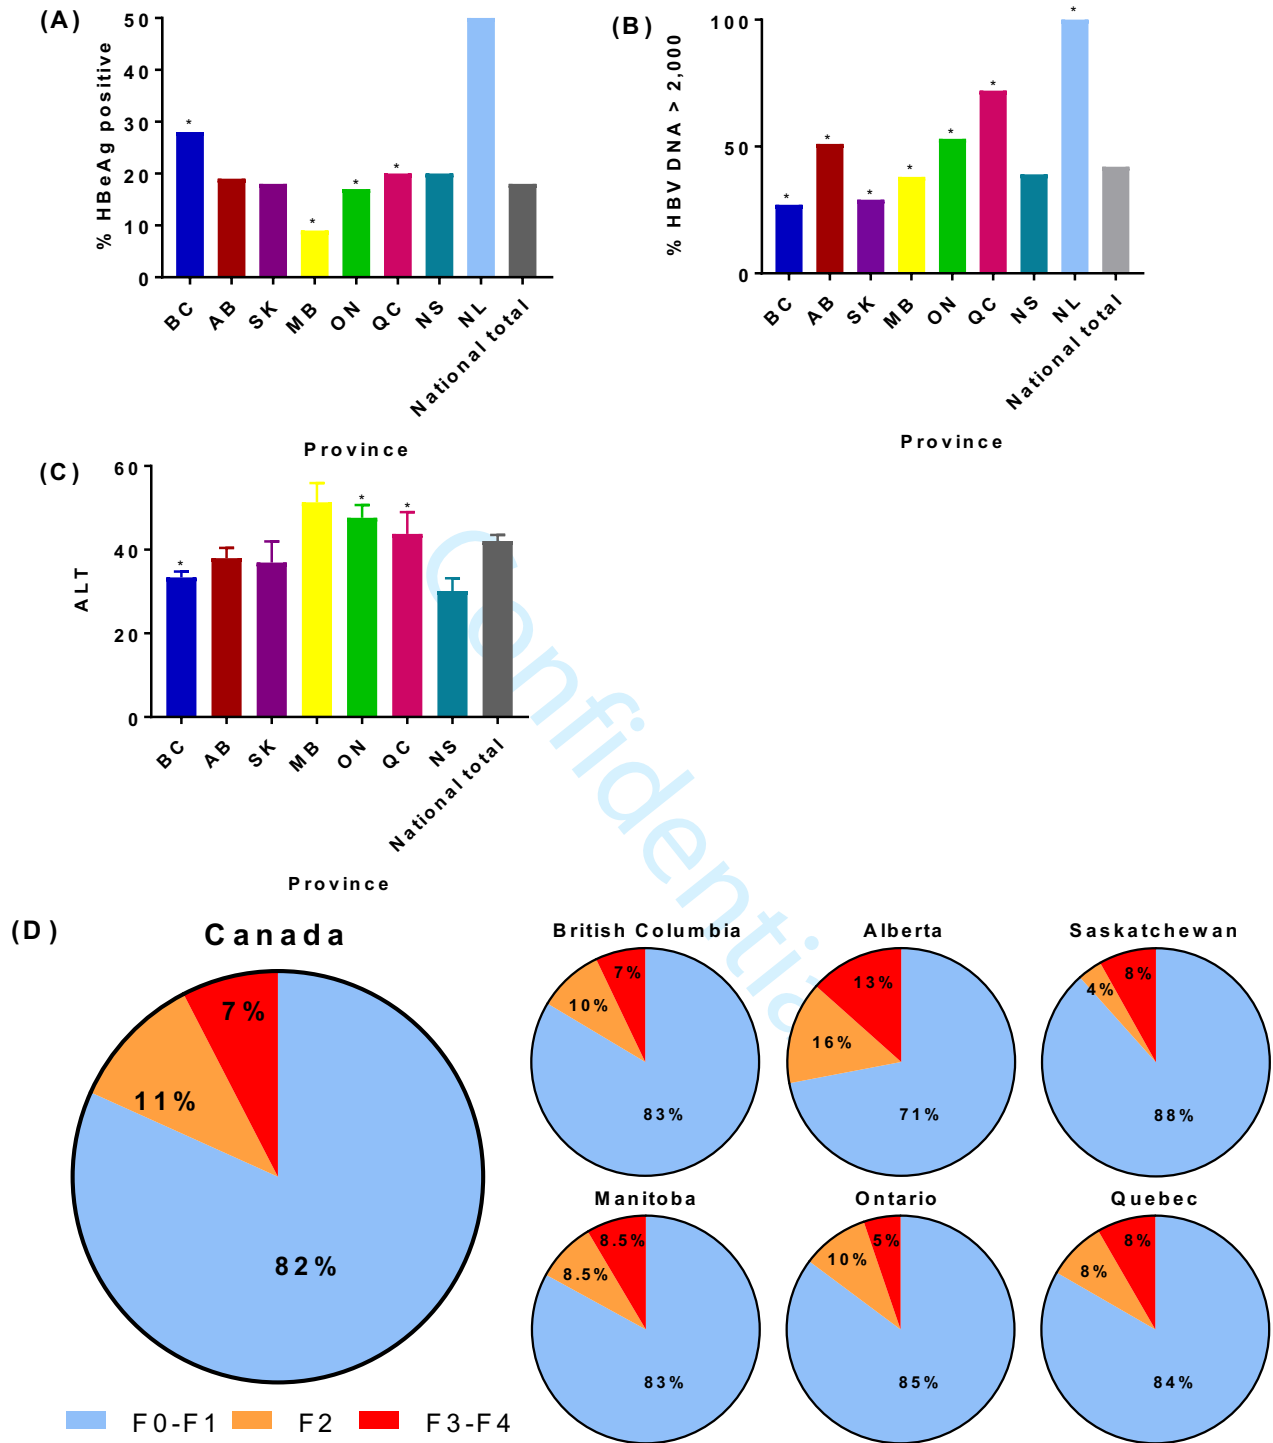 (A)
% HBeAg positive
50
40
30
20
10
0
*
*
*
*
BC
AB
SK
MB
ON
QC
NS
NL
National total
Province
(B)
% HBV DNA > 2,000
100
50
0
*
*
*
*
*
*
*
BC
AB
SK
MB
ON
QC
NS
NL
National total
Province
(C)
ALT
60
40
20
0
*
*
*
BC
AB
SK
MB
ON
QC
NS
National total
Province
Confidentia
(D)
Canada
7%
11%
82%
British Columbia
7%
10%
83%
Alberta
13%
16%
71%
Saskatchewan
8%
4%
88%
Manitoba
8.5%
8.5%
83%
Ontario
5%
10%
85%
Quebec
8%
8%
84%
F0-F1
F2
F3-F4